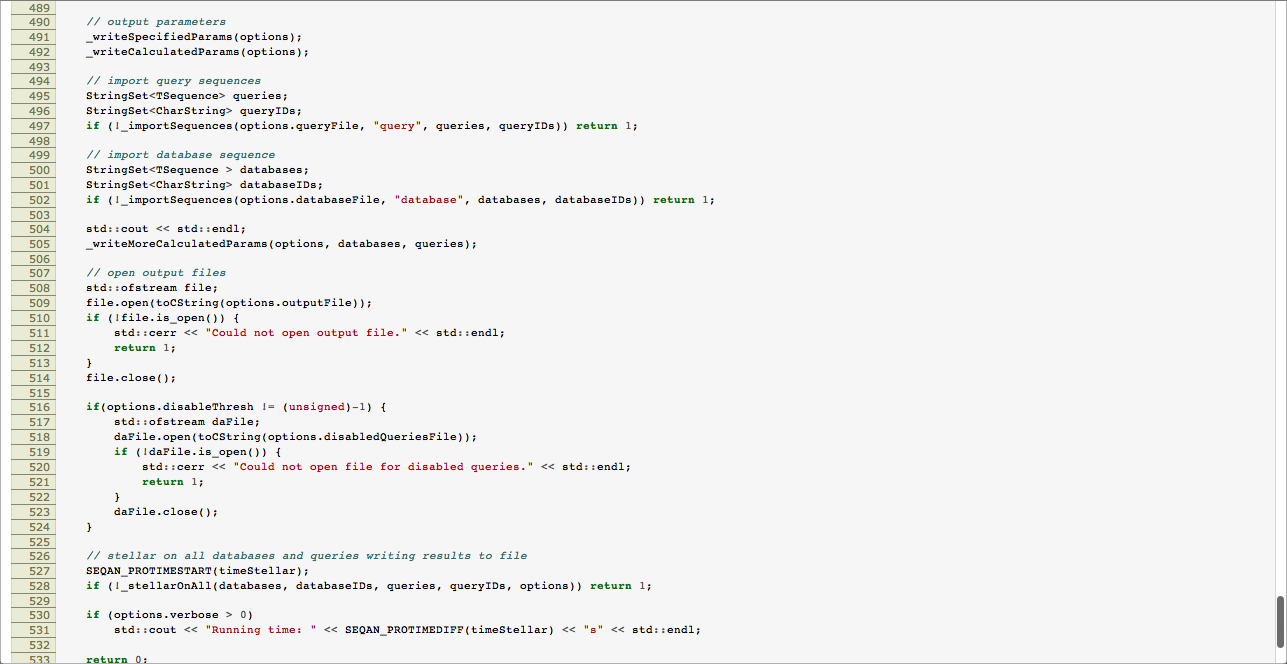 489
490 // output parameters
491 _writeSpecifiedParams(options);
492 _writeCalculatedParams(options);
493
494 // import query sequences
495 StringSet<TSequence> queries;
496 StringSet<CharString> queryIDs;
497 if (!_importSequences(options.queryFile, "query", queries, queryIDs)) return 1;
498
499 // import database sequence
500 StringSet<TSequence > databases;
501 StringSet<CharString> databaseIDs;
502 if (!_importSequences(options.databaseFile, "database", databases, databaseIDs)) return 1;
503
504 std::cout << std::endl;
505 _writeMoreCalculatedParams(options, databases, queries);
506
507 // open output files
508 std::ofstream file;
509 file.open(toCString(options.outputFile));
510 if (!file.is_open()) {
511 std::cerr << "Could not open output file." << std::endl;
512 return 1;
513 }
514 file.close();
515
516 if(options.disableThresh != (unsigned)-1) {
517 std::ofstream daFile;
518 daFile.open(toCString(options.disabledQueriesFile));
519 if (!daFile.is_open()) {
520 std::cerr << "Could not open file for disabled queries." << std::endl;
521 return 1;
522 }
523 daFile.close();
524 }
525
526 // stellar on all databases and queries writing results to file
527 SEQAN_PROTIMESTART(timeStellar);
528 if (!_stellarOnAll(databases, databaseIDs, queries, queryIDs, options)) return 1;
529
530 if (options.verbose > 0)
531 std::cout << "Running time: " << SEQAN_PROTIMEDIFF(timeStellar) << "s" << std::endl;
532
533 return 0;